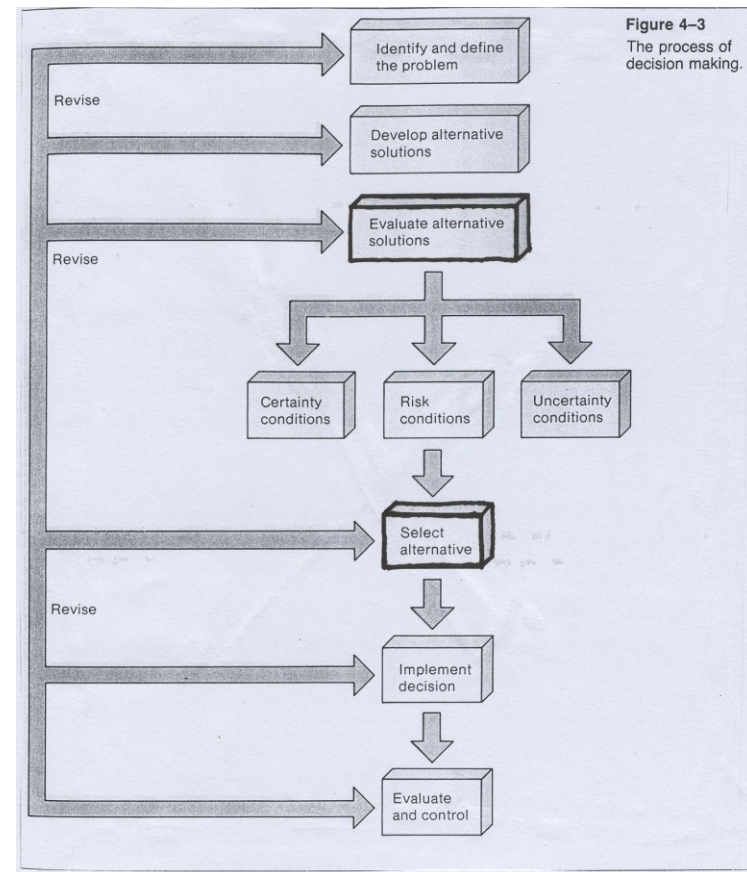 Figure 4–3
The process of
decision making.
Identify and define
the problem
Revise
Develop alternative
solutions
Evaluate alternative
solutions
Revise
Certainty
conditions
Risk
conditions
Uncertainty
conditions
Select
alternative
Revise
Implement
decision
Evaluate
and control